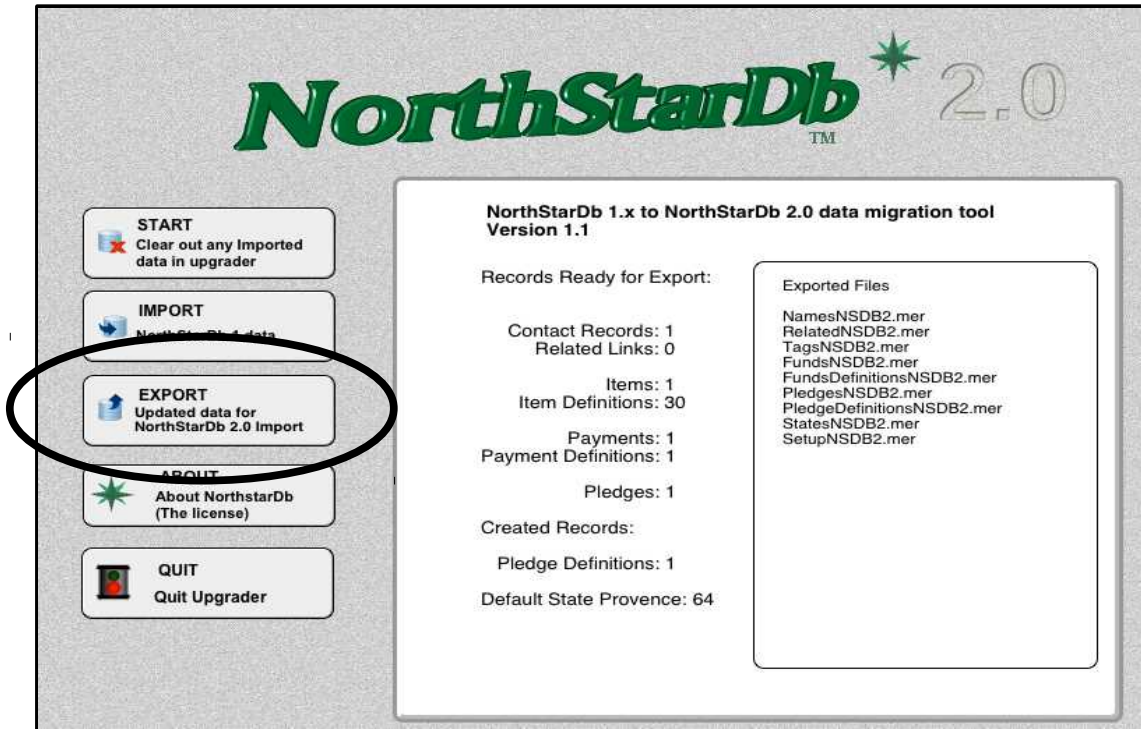 NorthStarDb 2.0
TM
START
Clear out any Imported
data in upgrader
IMPORT
NorthStarDb 1 data
EXPORT
Updated data for
NorthStarDb 2.0 Import
ABOUT
About NorthstarDb
(The license)
QUIT
Quit Upgrader
NorthStarDb 1.x to NorthStarDb 2.0 data migration tool
Version 1.1
Records Ready for Export:
Contact Records: 1
Related Links: 0
Items: 1
Item Definitions: 30
Payments: 1
Payment Definitions: 1
Pledges: 1
Created Records:
Pledge Definitions: 1
Default State Provence: 64
Exported Files
NamesNSDB2.mer
RelatedNSDB2.mer
TagsNSDB2.mer
FundsNSDB2.mer
FundsDefinitionsNSDB2.mer
PledgesNSDB2.mer
PledgeDefinitionsNSDB2.mer
StatesNSDB2.mer
SetupNSDB2.mer